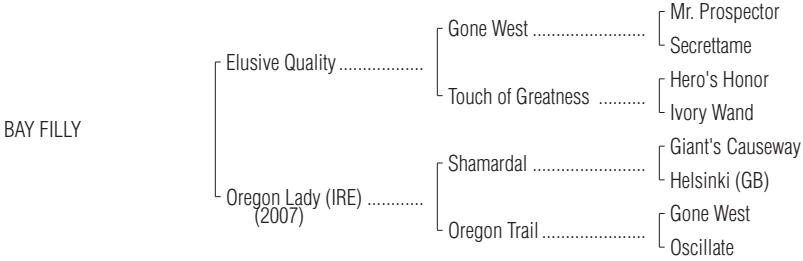 Mr. Prospector
Gone West ........................
Secrettame
Elusive Quality ..................
Hero's Honor
Touch of Greatness ..........
Ivory Wand
BAY FILLY
Giant's Causeway
Shamardal ........................
Helsinki (GB)
Oregon Lady (IRE) ............
(2007)
Gone West
Oregon Trail ......................
Oscillate